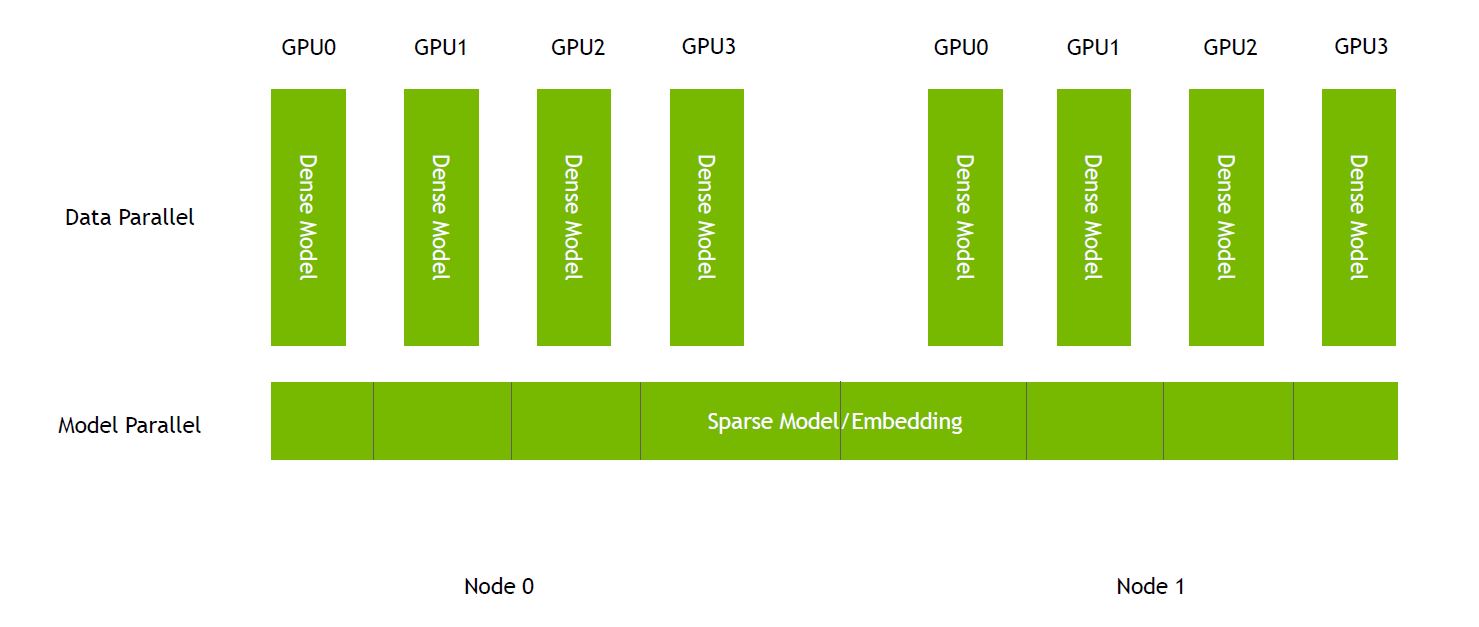 GPU0 GPU1 GPU2 GPU3 GPU0 GPU1 GPU2 GPU3
Data Parallel
Dense Model
Dense Model
Dense Model
Dense Model
Dense Model
Dense Model
Dense Model
Dense Model
Model Parallel
Sparse Model/Embedding
Node 0 Node 1